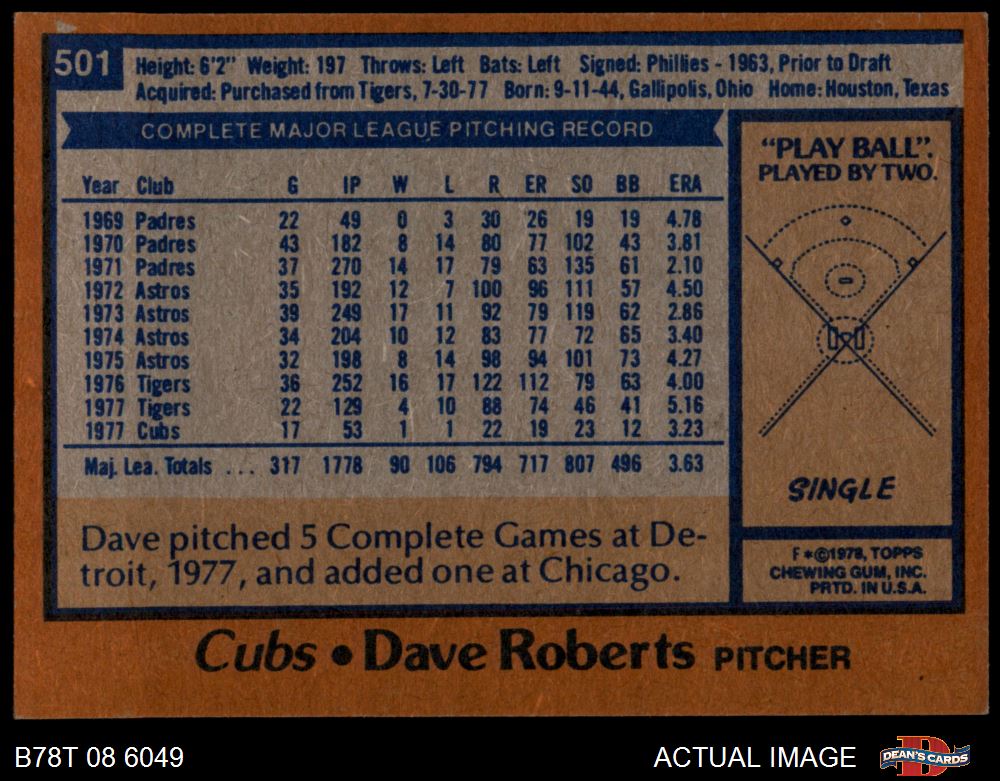 501
Height: 6'2" Weight: 197 Throws: Left Bats: Left Signed: Phillies - 1963, Prior to Draft
Acquired: Purchased from Tigers, 7-30-77 Born: 9-11-44, Gallipolis, Ohio Home: Houston, Texas
COMPLETE MAJOR LEAGUE PITCHING RECORD
Year Club G IP W L R ER SO BB ERA
1969 Padres 22 49 0 3 30 26 19 19 4.78
1970 Padres 43 182 8 14 80 77 102 43 3.81
1971 Padres 37 270 14 17 79 63 135 61 2.10
1972 Astros 35 192 12 7 100 96 111 57 4.50
1973 Astros 39 249 17 11 92 79 119 62 2.86
1974 Astros 34 204 10 12 83 77 72 65 3.40
1975 Astros 32 198 8 14 98 94 101 73 4.27
1976 Tigers 36 252 16 17 122 112 79 63 4.00
1977 Tigers 22 129 4 10 88 74 46 41 5.16
1977 Cubs 17 53 1 1 22 19 23 12 3.23
Maj. Lea. Totals ... 317 1778 90 106 794 717 807 496 3.63
Dave pitched 5 Complete Games at De-
troit, 1977, and added one at Chicago.
"PLAY BALL".
PLAYED BY TWO.
SINGLE
F*©1978, TOPPS
CHEWING GUM, INC.
PRTD. IN U.S.A.
Cubs • Dave Roberts PITCHER
B78T 08 6049
ACTUAL IMAGE
DEAN'S CARDS